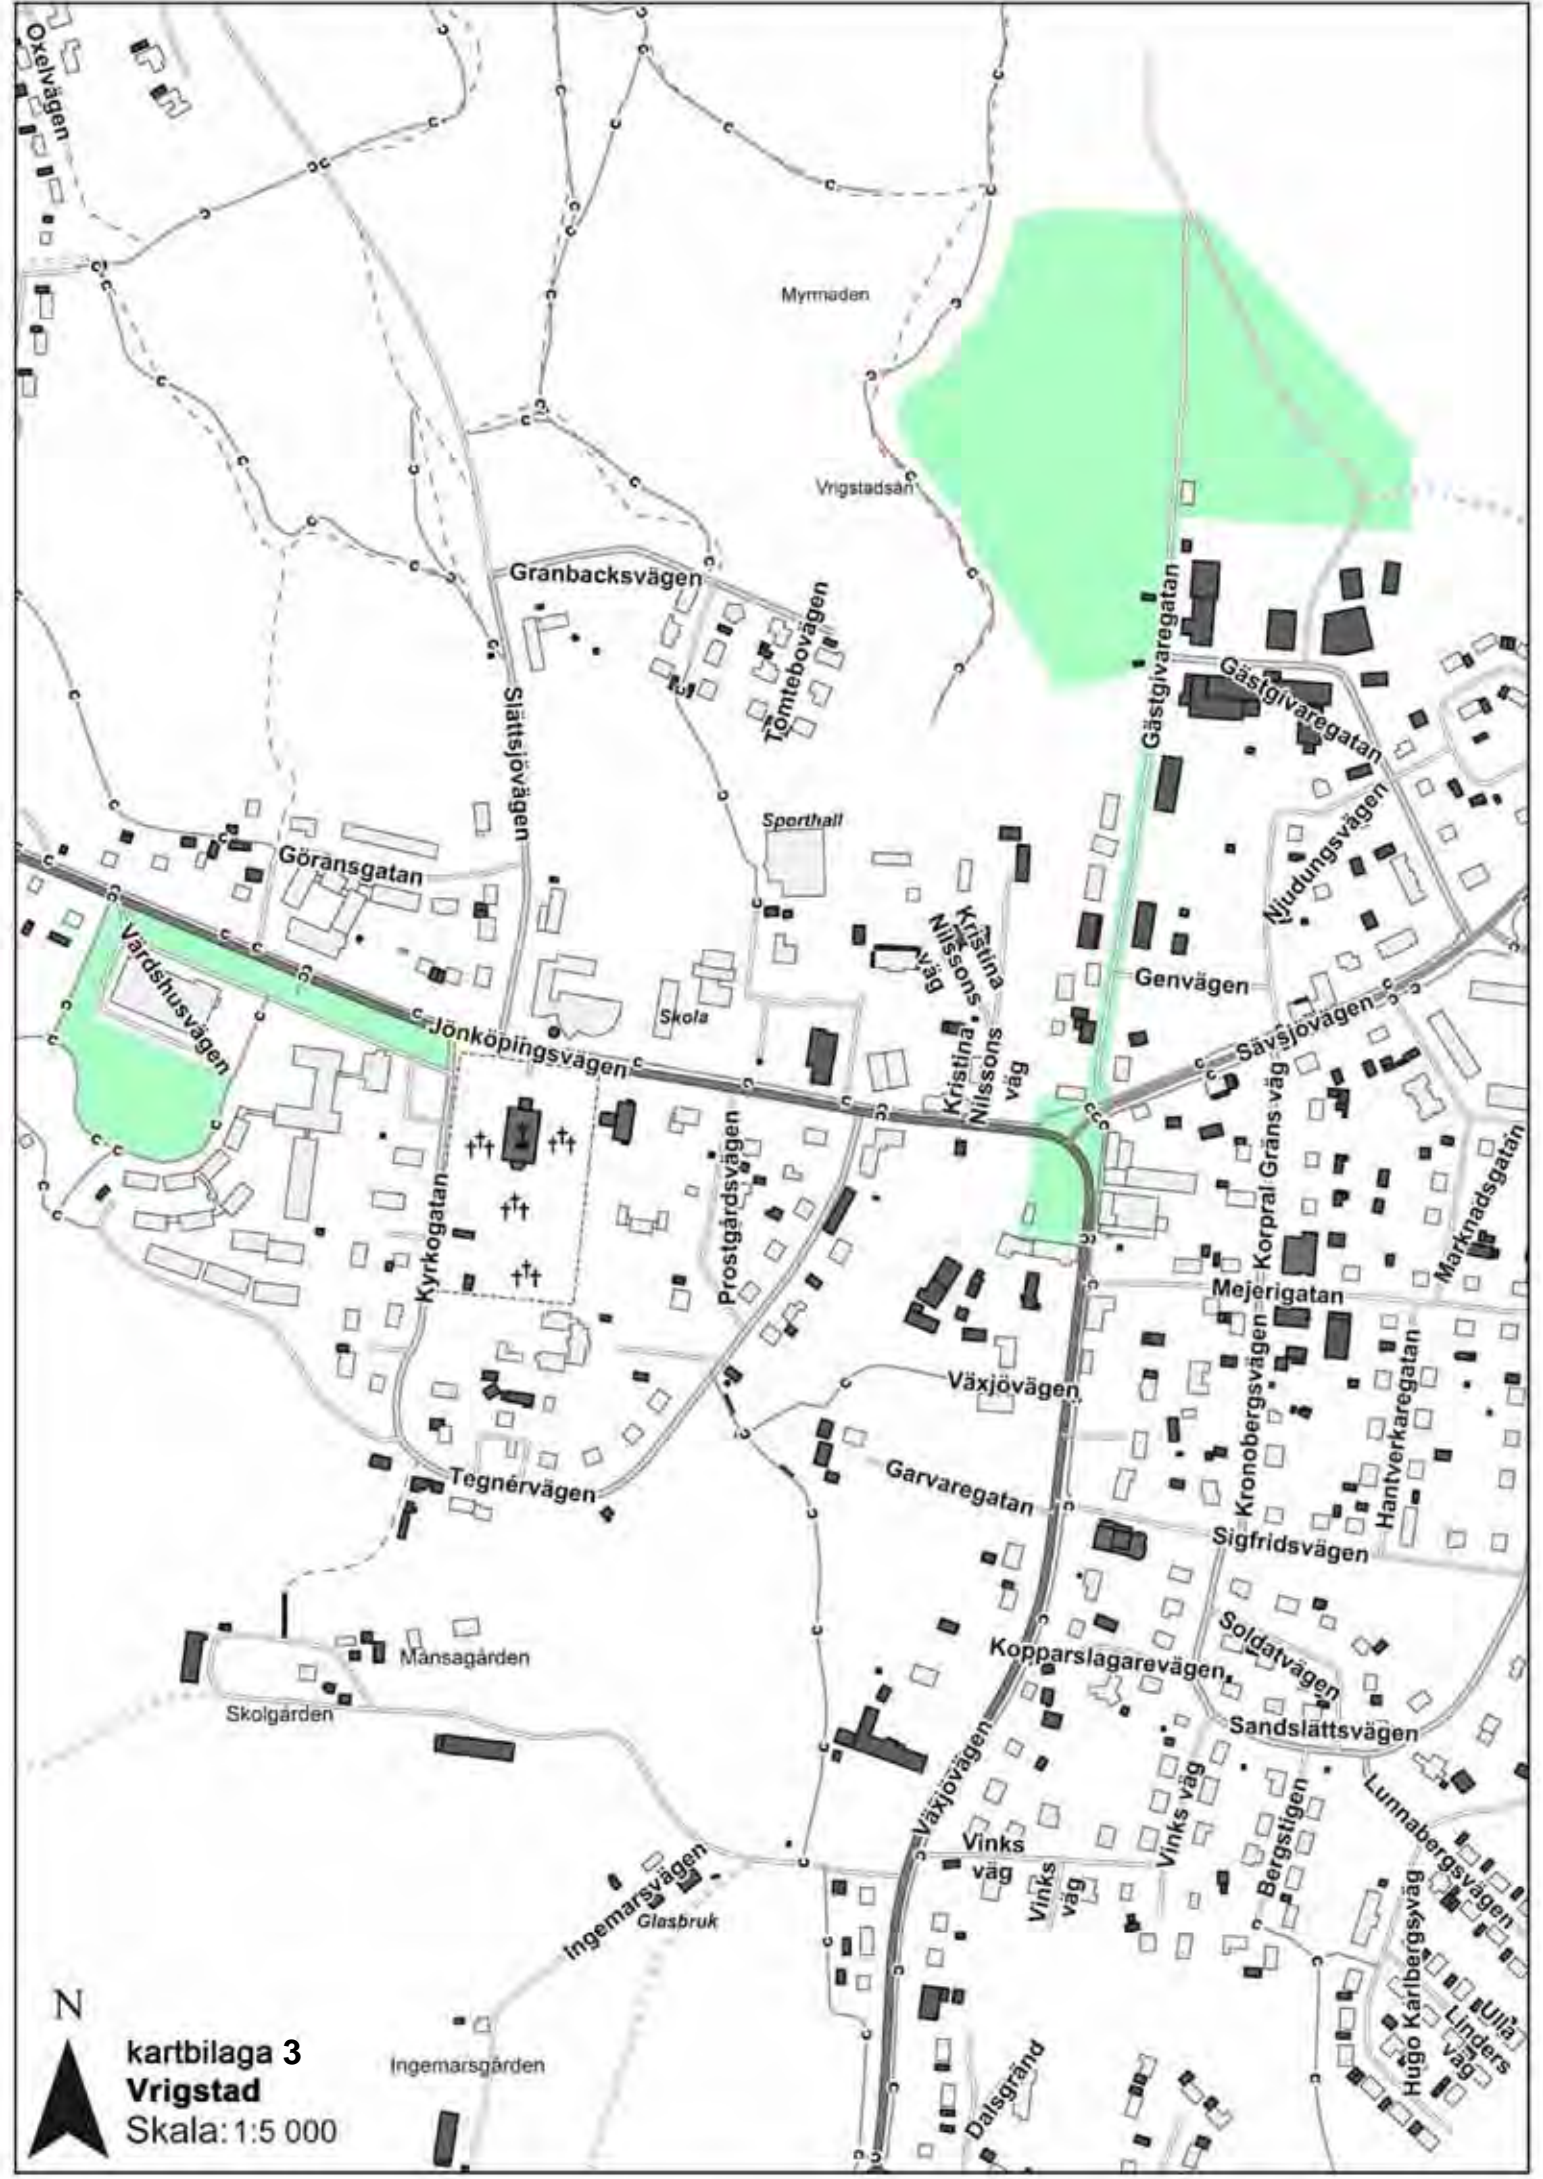 Oxelvägen
Myrmaden
Vrigstadsån
Granbacksvägen
Tomtebovägen
Gästgivaregatan
Gästgivaregatan
Slättsjövägen
Sporthall
Njudungsvägen
Göransgatan
Kristina
Nilssons
väg
Värdshusvägen
Genvägen
Skola
Jönköpingsvägen
Sävsjövägen
Kristina
Nilssons
väg
Prostgårdsvägen
Korpral Gräns väg
Marknadsgatan
Kyrkogatan
Mejerigatan
Växjövägen
Kronobergsvägen
Hantverkaregatan
Garvaregatan
Tegnérvägen
Sigfridsvägen
Soldatvägen
Månsagården
Kopparslagarevägen
Skolgården
Sandslättsvägen
Växjövägen
Vinks väg
Bergstigen
Lunnabergsvägen
Vinks
väg
Vinks
väg
Ingemarsvägen
Glasbruk
Hugo Karlbergs väg
Ulla
Linders
väg
N
kartbilaga 3
Vrigstad
Skala: 1:5 000
Ingemarsgården
Dalsgränd